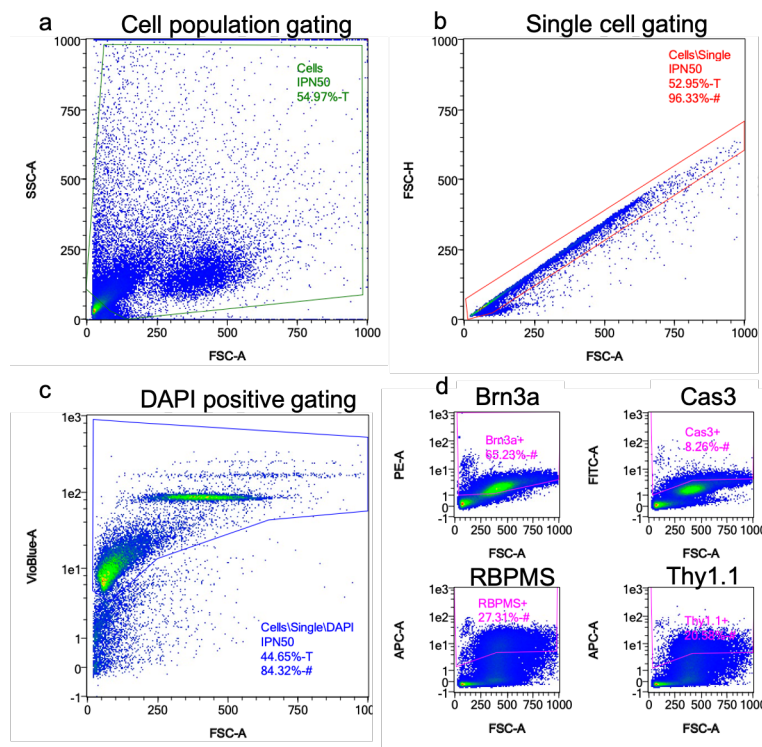 a
Cell population gating
1000
750
500
250
0
SSC-A
Cells
IPN50
54.97%-T
0
250
500
750
1000
FSC-A
b
Single cell gating
1000
750
500
250
0
FSC-H
Cells\Single
IPN50
52.95%-T
96.33%-#
250
500
750
1000
FSC-A
c
DAPI positive gating
1e3
1e2
1e1
1
0
-1
VioBlue-A
Cells\Single\DAPI
IPN50
44.65%-T
84.32%-#
0
250
500
750
1000
FSC-A
d
Brn3a
1e3
1e2
1e1
1
0
-1
PE-A
Brn3a+
65.23%-#
0
250
500
750
1000
FSC-A
Cas3
1e3
1e2
1e1
1
0
-1
FITC-A
Cas3+
8.26%-#
0
250
500
750
1000
FSC-A
RBPMS
1e3
1e2
1e1
1
0
-1
APC-A
RBPMS+
27.31%-#
0
250
500
750
1000
FSC-A
Thy1.1
1e3
1e2
1e1
1
0
-1
APC-A
Thy1.1+
0
250
500
750
1000
FSC-A